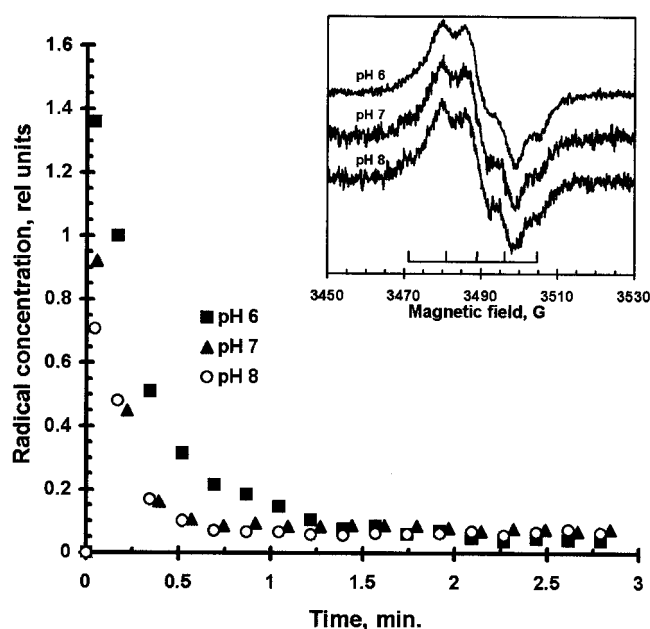 Radical concentration, rel units
1.6
1.4
1.2
1
0.8
0.6
0.4
0.2
0
0
0.5
1
1.5
2
2.5
3
Time, min.
pH 6
pH 7
pH 8
pH 6
pH 7
pH 8
3450
3470
3490
3510
3530
Magnetic field, G